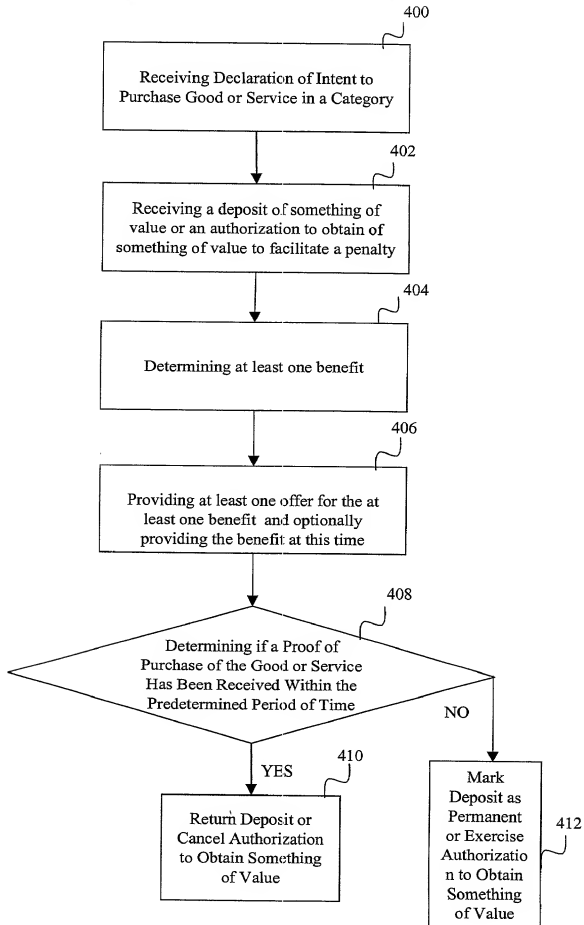 400
Receiving Declaration of Intent to
Purchase Good or Service in a Category
402
Receiving a deposit of something of
value or an authorization to obtain of
something of value to facilitate a penalty
404
Determining at least one benefit
406
Providing at least one offer for the at
least one benefit and optionally
providing the benefit at this time
408
Determining if a Proof of
Purchase of the Good or Service
Has Been Received Within the
Predetermined Period of Time
NO
YES
410
Return Deposit or
Cancel Authorization
to Obtain Something
of Value
Mark
Deposit as
Permanent
or Exercise
Authorizatio
n to Obtain
Something
of Value
412